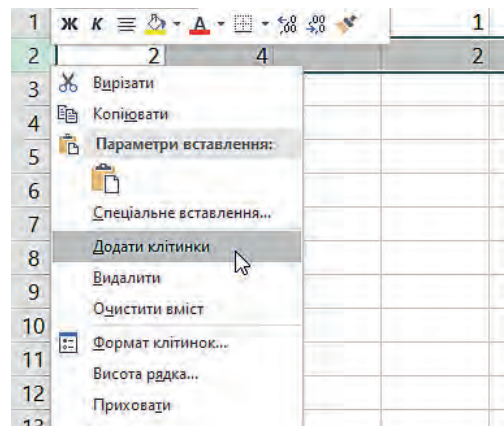 1 Ж К A 1
2 2 4 2
3 Вирізати
4 Копіювати
5 Параметри вставлення:
6
7 Спеціальне вставлення...
8 Додати клітинки
9 Видалити
10 Очистити вміст
11 Формат клітинок...
12 Висота рядка...
Приховати
13